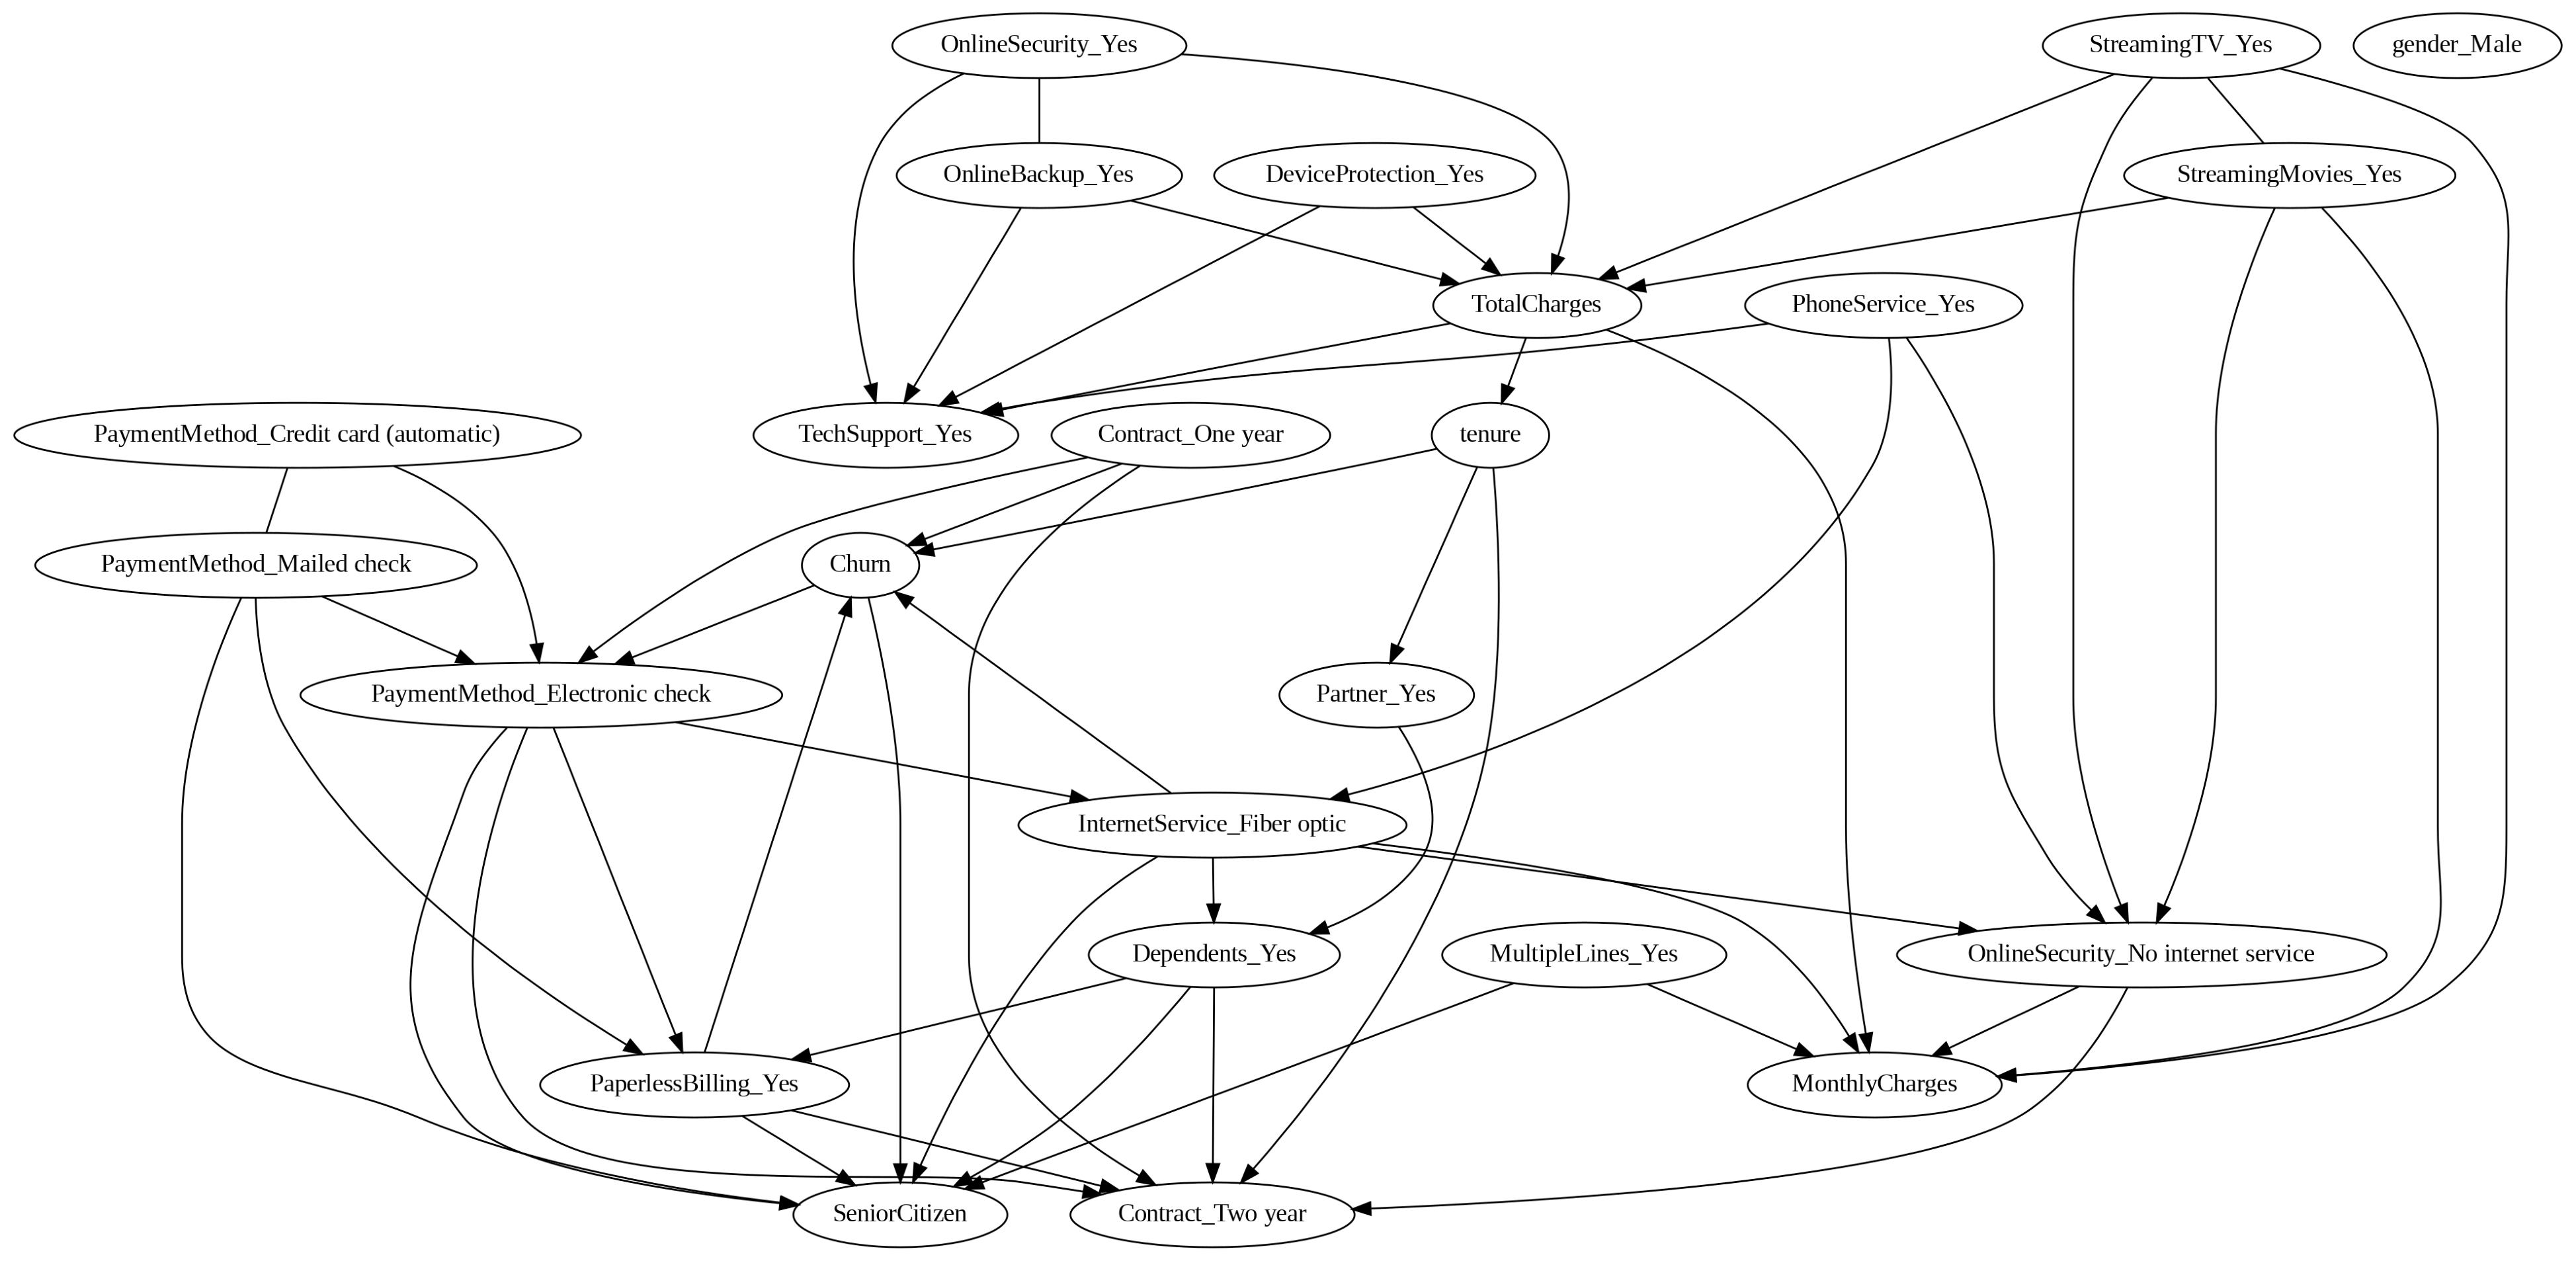 OnlineSecurity_Yes
StreamingTV_Yes
gender_Male
OnlineBackup_Yes
DeviceProtection_Yes
StreamingMovies_Yes
TotalCharges
PhoneService_Yes
PaymentMethod_Credit card (automatic)
TechSupport_Yes
Contract_One year
tenure
PaymentMethod_Mailed check
Churn
PaymentMethod_Electronic check
Partner_Yes
InternetService_Fiber optic
Dependents_Yes
MultipleLines_Yes
OnlineSecurity_No internet service
PaperlessBilling_Yes
MonthlyCharges
SeniorCitizen
Contract_Two year